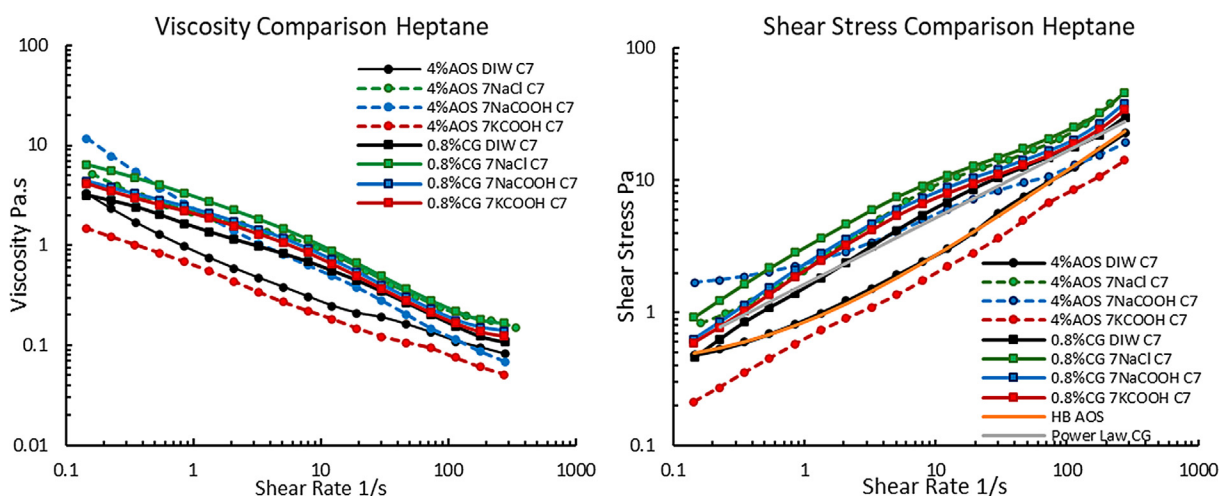 Viscosity Comparison Heptane
100
10
1
0.1
0.01
Viscosity Pa.s
4%AOS DIW C7
4%AOS 7NaCl C7
4%AOS 7NaCOOH C7
4%AOS 7KCOOH C7
0.8%CG DIW C7
0.8%CG 7NaCl C7
0.8%CG 7NaCOOH C7
0.8%CG 7KCOOH C7
0.1 1 10 100 1000
Shear Rate 1/s
Shear Stress Comparison Heptane
100
10
1
0.1
Shear Stress Pa
4%AOS DIW C7
4%AOS 7NaCl C7
4%AOS 7NaCOOH C7
4%AOS 7KCOOH C7
0.8%CG DIW C7
0.8%CG 7NaCl C7
0.8%CG 7NaCOOH C7
0.8%CG 7KCOOH C7
HB AOS
Power Law CG
0.1 1 10 100 1000
Shear Rate 1/s